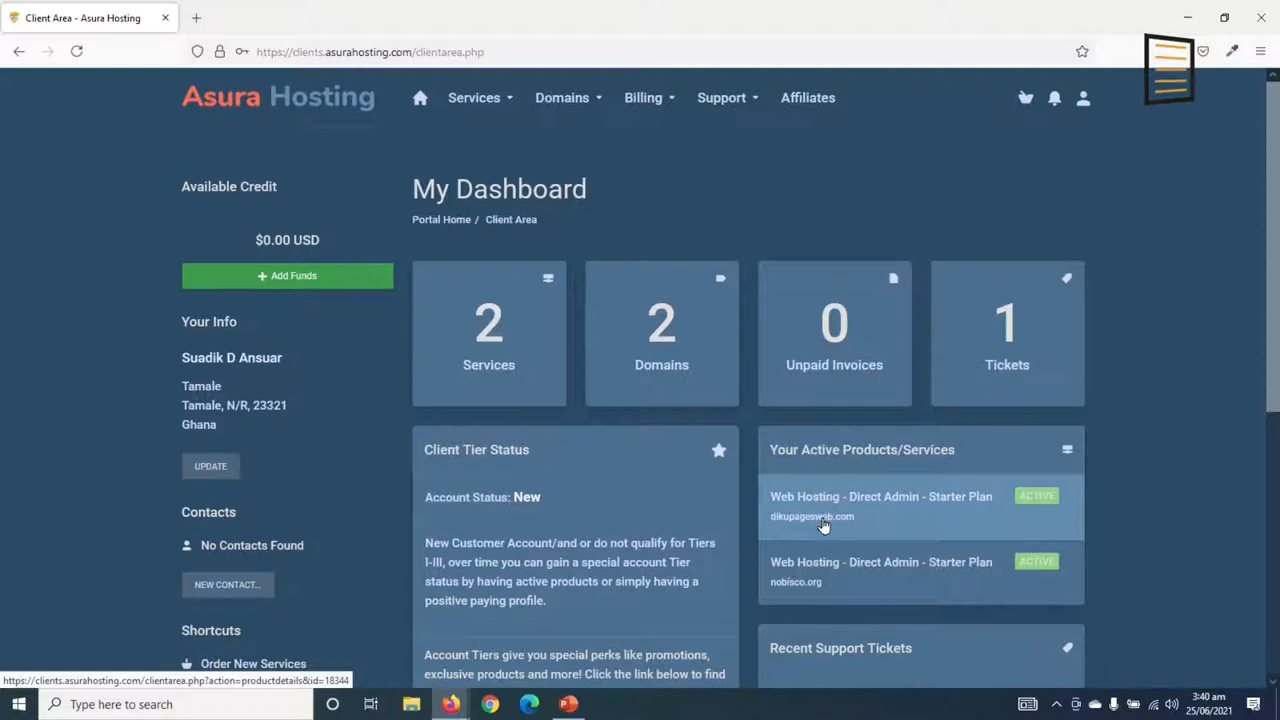 Client Area - Asura Hosting
https://clients.asurahosting.com/clientarea.php
Asura Hosting
Services
Domains
Billing
Support
Affiliates
Available Credit
$0.00 USD
Add Funds
Your Info
Suadik D Ansuar
Tamale
Tamale, N/R, 23321
Ghana
UPDATE
Contacts
No Contacts Found
NEW CONTACT...
Shortcuts
Order New Services
My Dashboard
Portal Home / Client Area
2
Services
2
Domains
0
Unpaid Invoices
1
Tickets
Client Tier Status
Account Status: New
New Customer Account/and or do not qualify for Tiers
I-III, over time you can gain a special account Tier
status by having active products or simply having a
positive paying profile.
Account Tiers give you special perks like promotions,
exclusive products and more! Click the link below to find
Your Active Products/Services
Web Hosting - Direct Admin - Starter Plan
ACTIVE
dikupagesweb.com
Web Hosting - Direct Admin - Starter Plan
ACTIVE
nobisco.org
Recent Support Tickets
https://clients.asurahosting.com/clientarea.php?action=productdetails&id=18344
Type here to search
3:40 am
25/06/2021